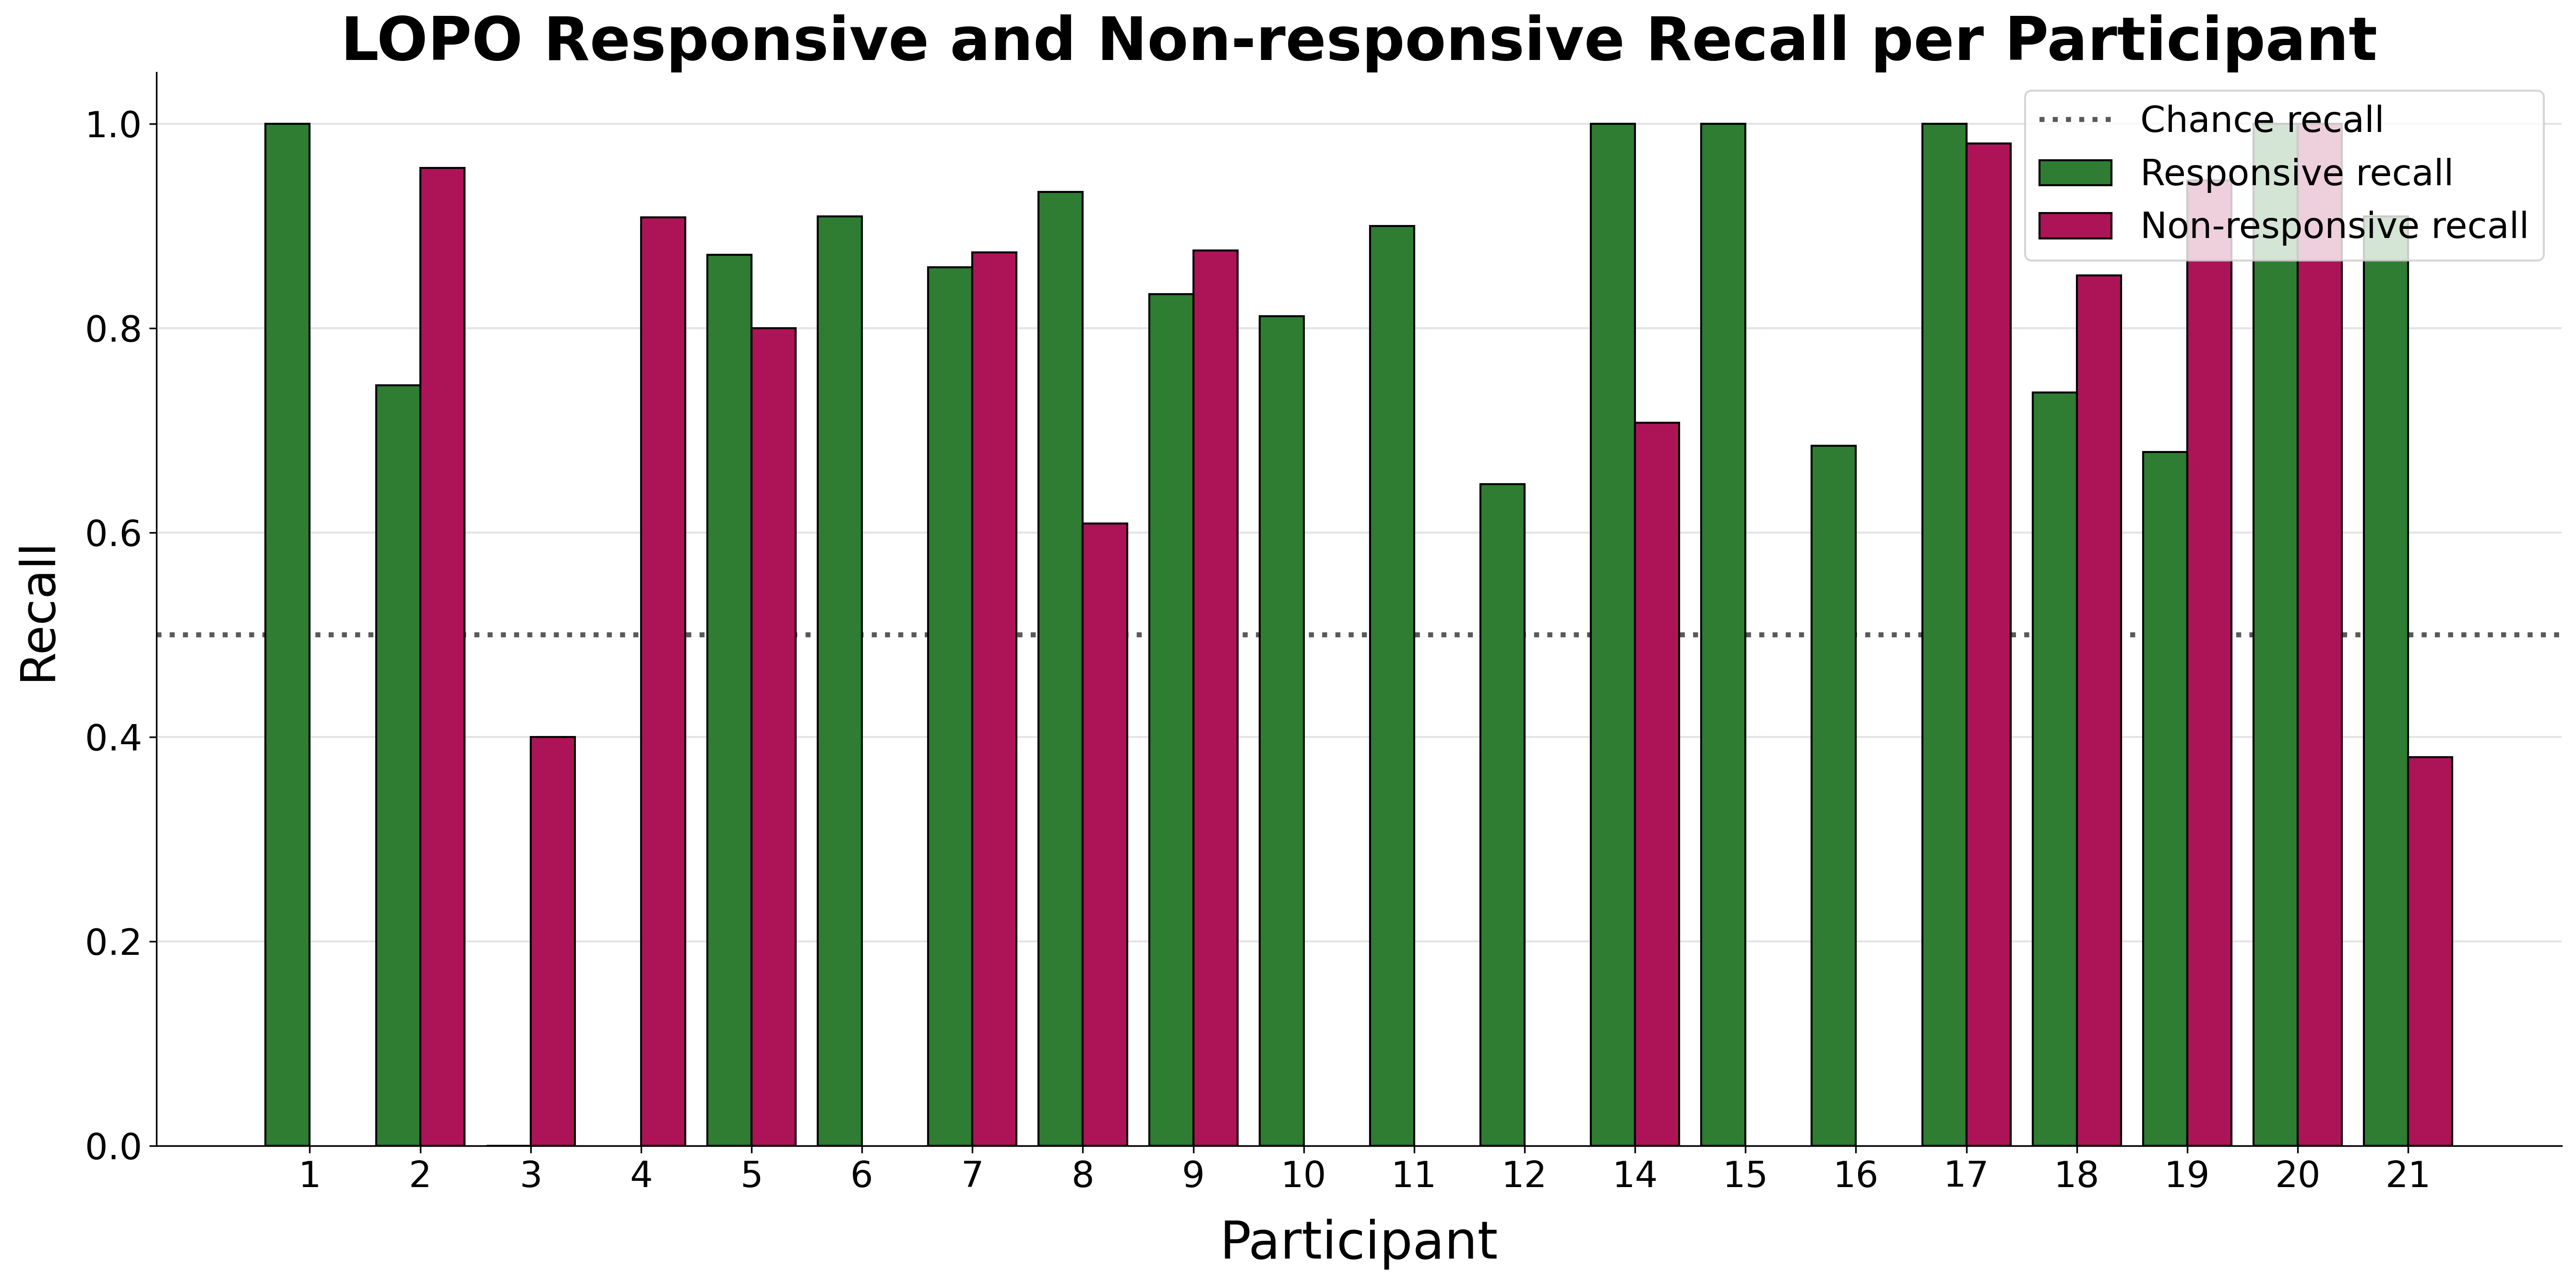 LOPO Responsive and Non-responsive Recall per Participant
Chance recall
Responsive recall
Non-responsive recall
Recall
1.0
0.8
0.6
0.4
0.2
0.0
1 2 3 4 5 6 7 8 9 10 11 12 14 15 16 17 18 19 20 21
Participant